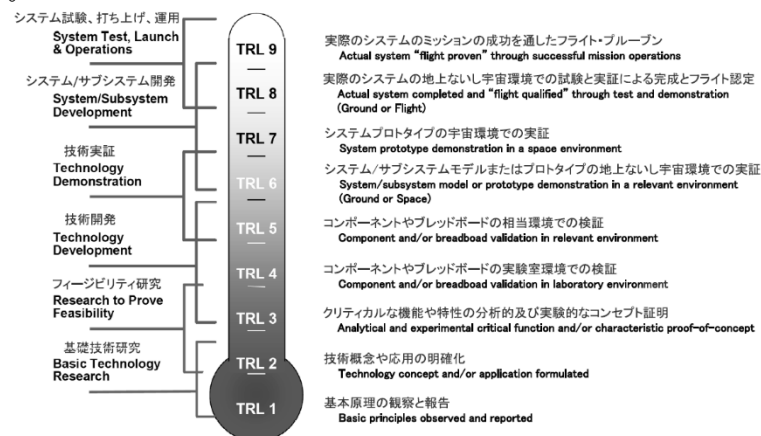 システム試験、打ち上げ、運用
System Test, Launch
& Operations
システム/サブシステム開発
System/Subsystem
Development
技術実証
Technology
Demonstration
技術開発
Technology
Development
フィージビリティ研究
Research to Prove
Feasibility
基礎技術研究
Basic Technology
Research
TRL 9
TRL 8
TRL 7
TRL 6
TRL 5
TRL 4
TRL 3
TRL 2
TRL 1
実際のシステムのミッションの成功を通したフライト・プルーブン
Actual system “flight proven” through successful mission operations
実際のシステムの地上ないし宇宙環境での試験と実証による完成とフライト認定
Actual system completed and “flight qualified” through test and demonstration
(Ground or Flight)
システムプロトタイプの宇宙環境での実証
System prototype demonstration in a space environment
システム/サブシステムモデルまたはプロトタイプの地上ないし宇宙環境での実証
System/subsystem model or prototype demonstration in a relevant environment
(Ground or Space)
コンポーネントやブレッドボードの相当環境での検証
Component and/or breadboad validation in relevant environment
コンポーネントやブレッドボードの実験室環境での検証
Component and/or breadboad validation in laboratory environment
クリティカルな機能や特性の分析的及び実験的なコンセプト証明
Analytical and experimental critical function and/or characteristic proof-of-concept
技術概念や応用の明確化
Technology concept and/or application formulated
基本原理の観察と報告
Basic principles observed and reported